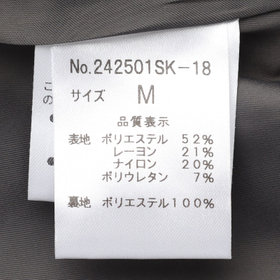 No.242501SK-18
サイズ M
品質表示
表地 ポリエステル 52%
レーヨン 21%
ナイロン 20%
ポリウレタン 7%
裏地 ポリエステル100%
こ
の